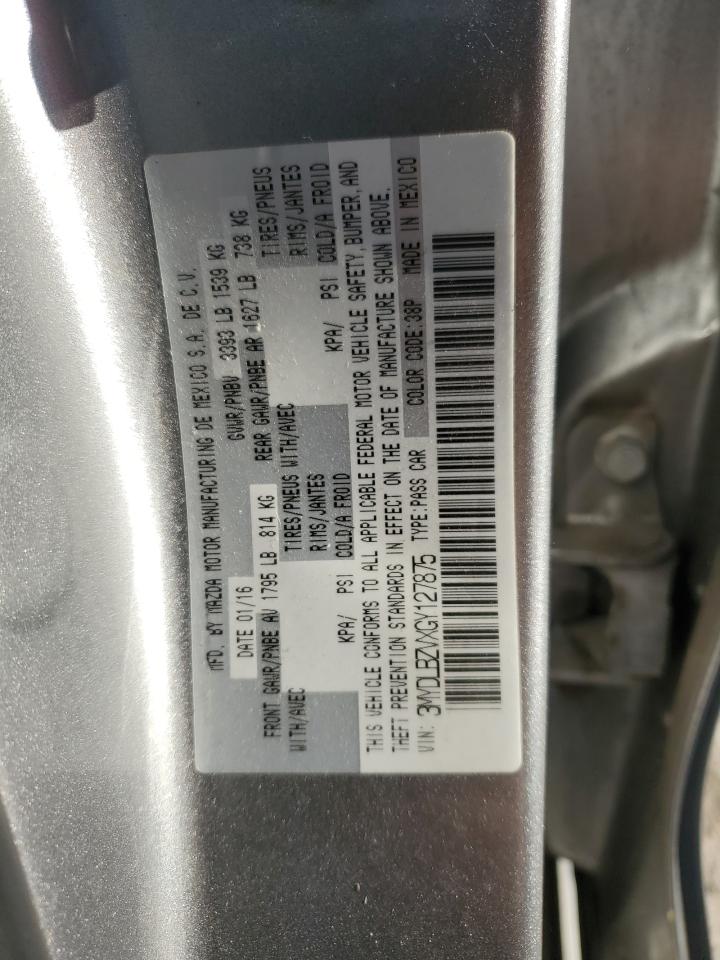 MFD. BY MAZDA MOTOR MANUFACTURING DE MEXICO S.A. DE C.V.
DATE 01/16 GVWR/PNBV 3393 LB 1539 KG
FRONT GAWR/PNBE AV 1795 LB 814 KG REAR GAWR/PNBE AR 1627 LB 738 KG
WITH/AVEC TIRES/PNEUS WITH/AVEC TIRES/PNEUS
RIMS/JANTES RIMS/JANTES
KPA/ PSI COLD/A FROID KPA/ PSI COLD/A FROID
THIS VEHICLE CONFORMS TO ALL APPLICABLE FEDERAL MOTOR VEHICLE SAFETY, BUMPER, AND
THEFT PREVENTION STANDARDS IN EFFECT ON THE DATE OF MANUFACTURE SHOWN ABOVE.
VIN: 3MYDLBZVXGY127875 TYPE:PASS CAR COLOR CODE:38P MADE IN MEXICO